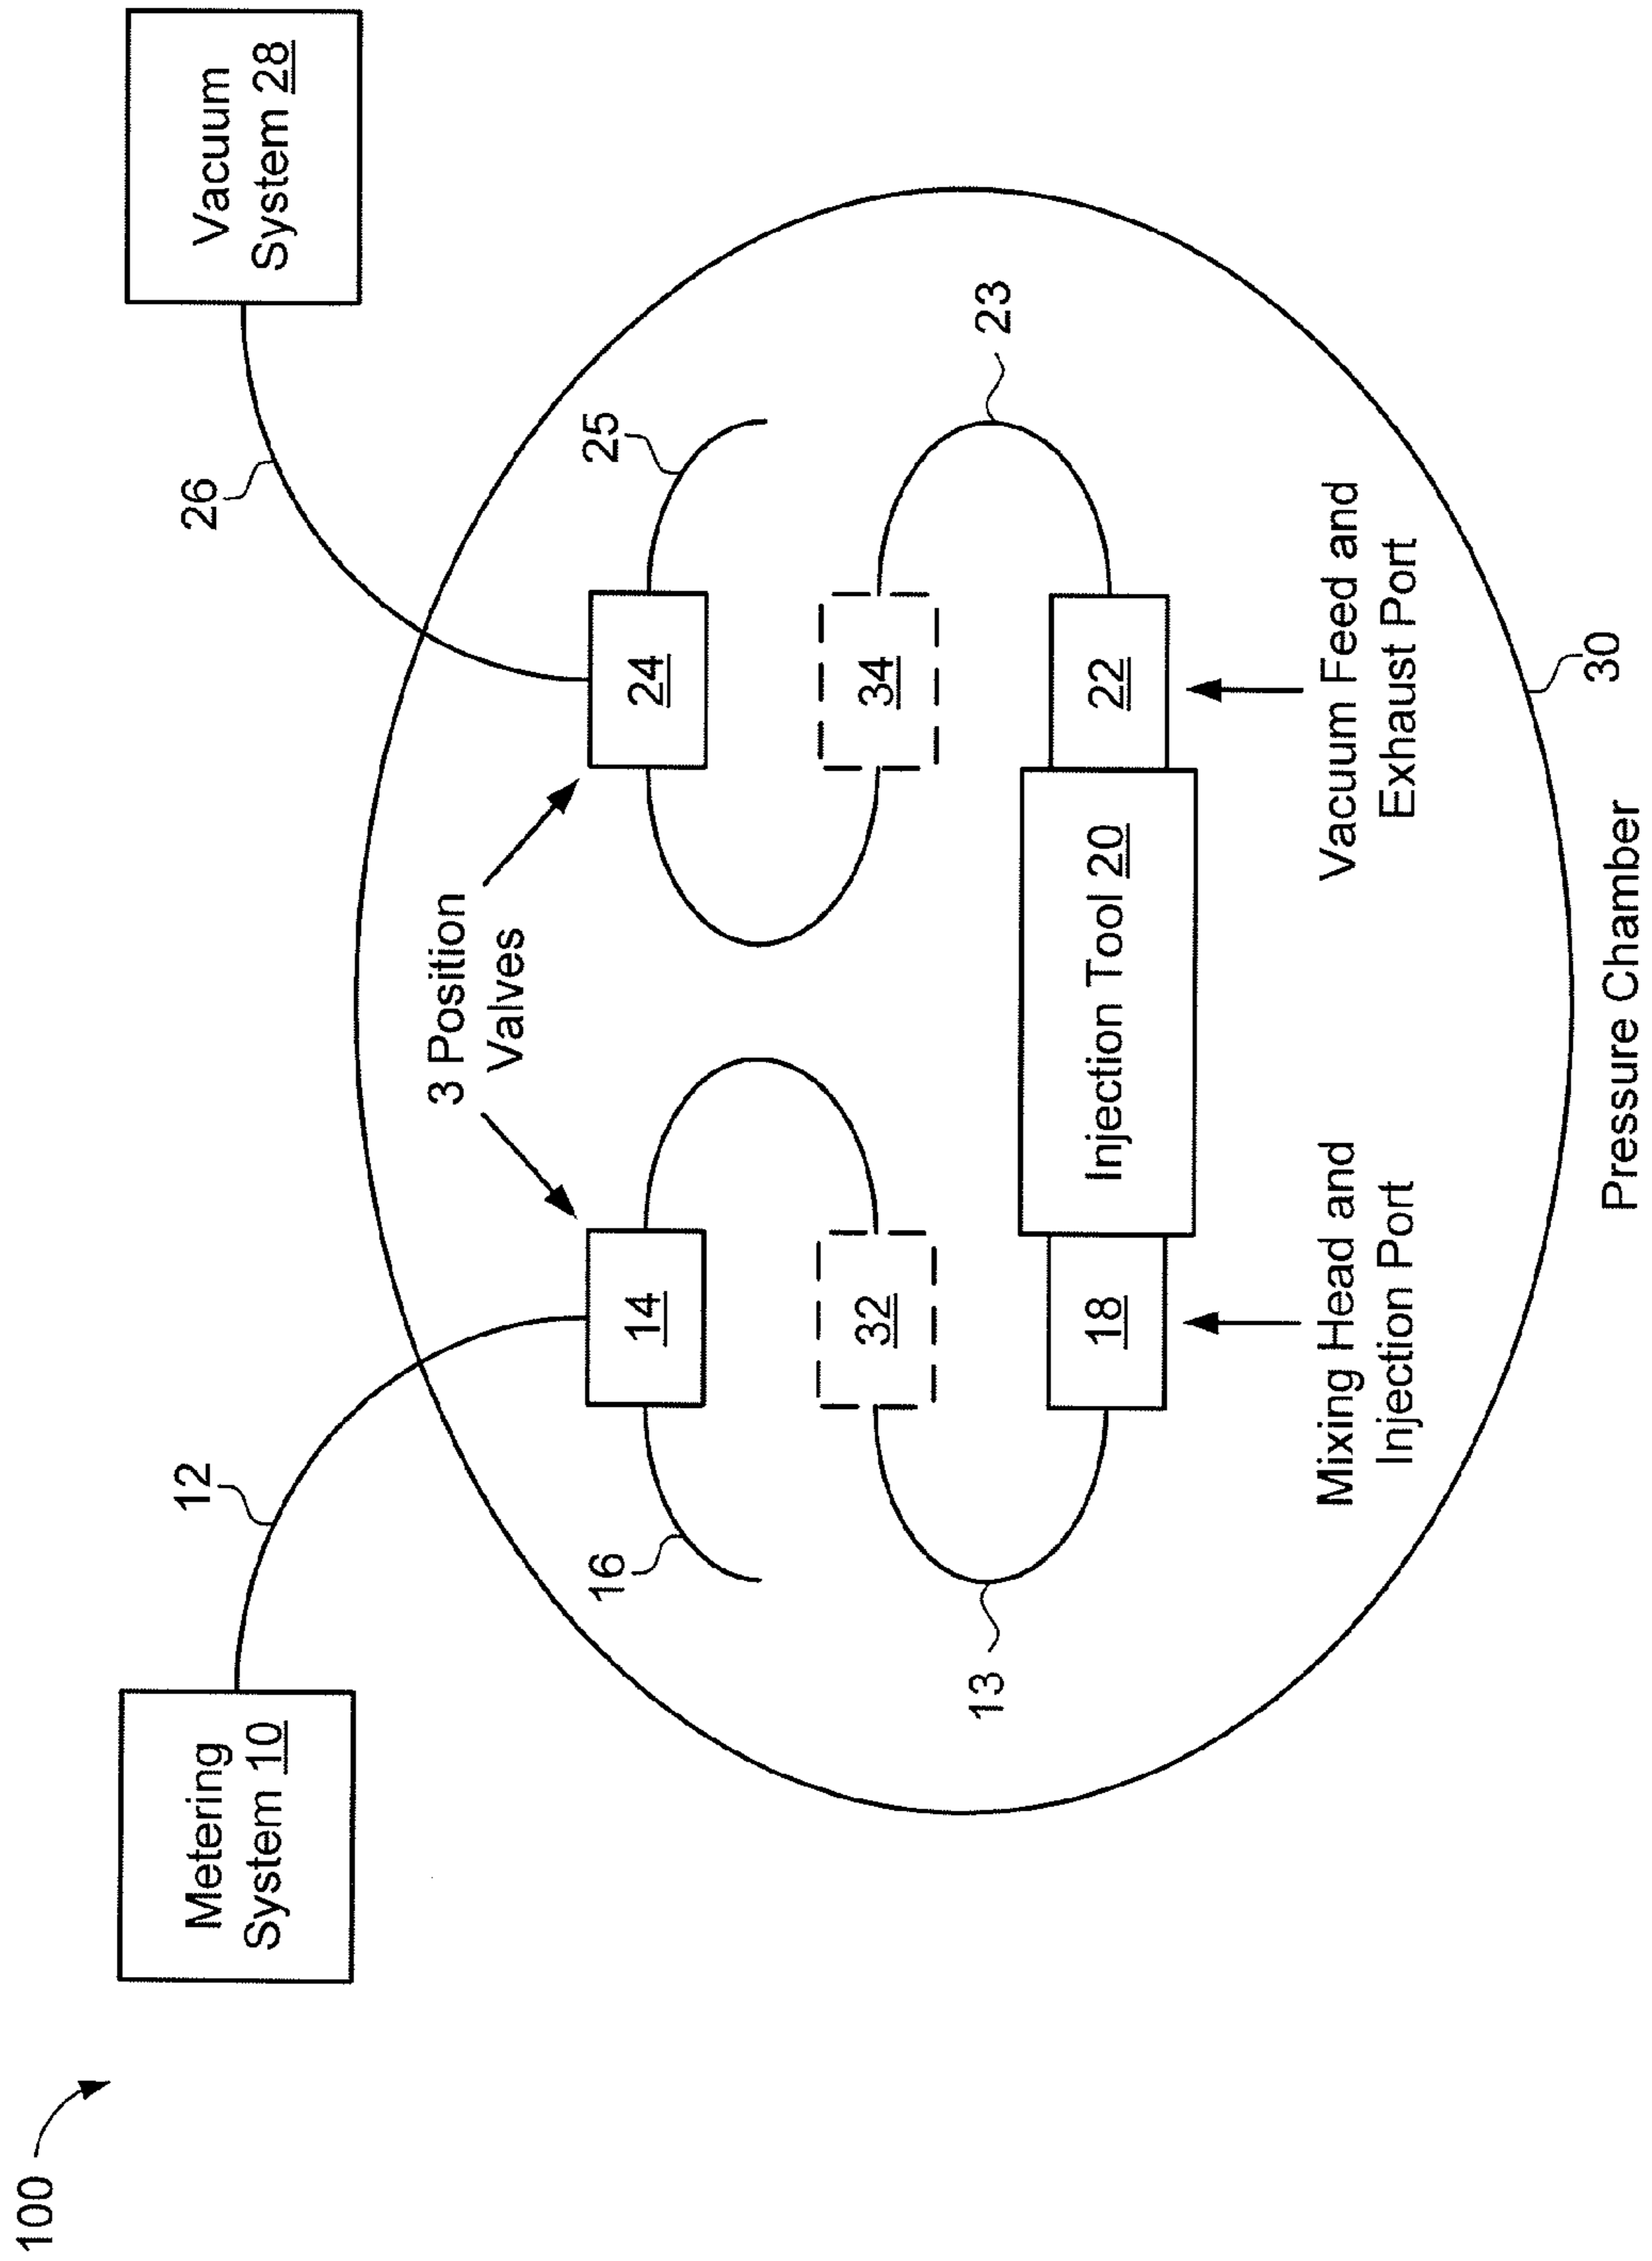 100
Metering
System 10
Vacuum
System 28
12
26
3 Position
Valves
16
14
24
25
32
34
13
23
18
Injection Tool 20
22
Mixing Head and
Injection Port
Vacuum Feed and
Exhaust Port
30
Pressure Chamber